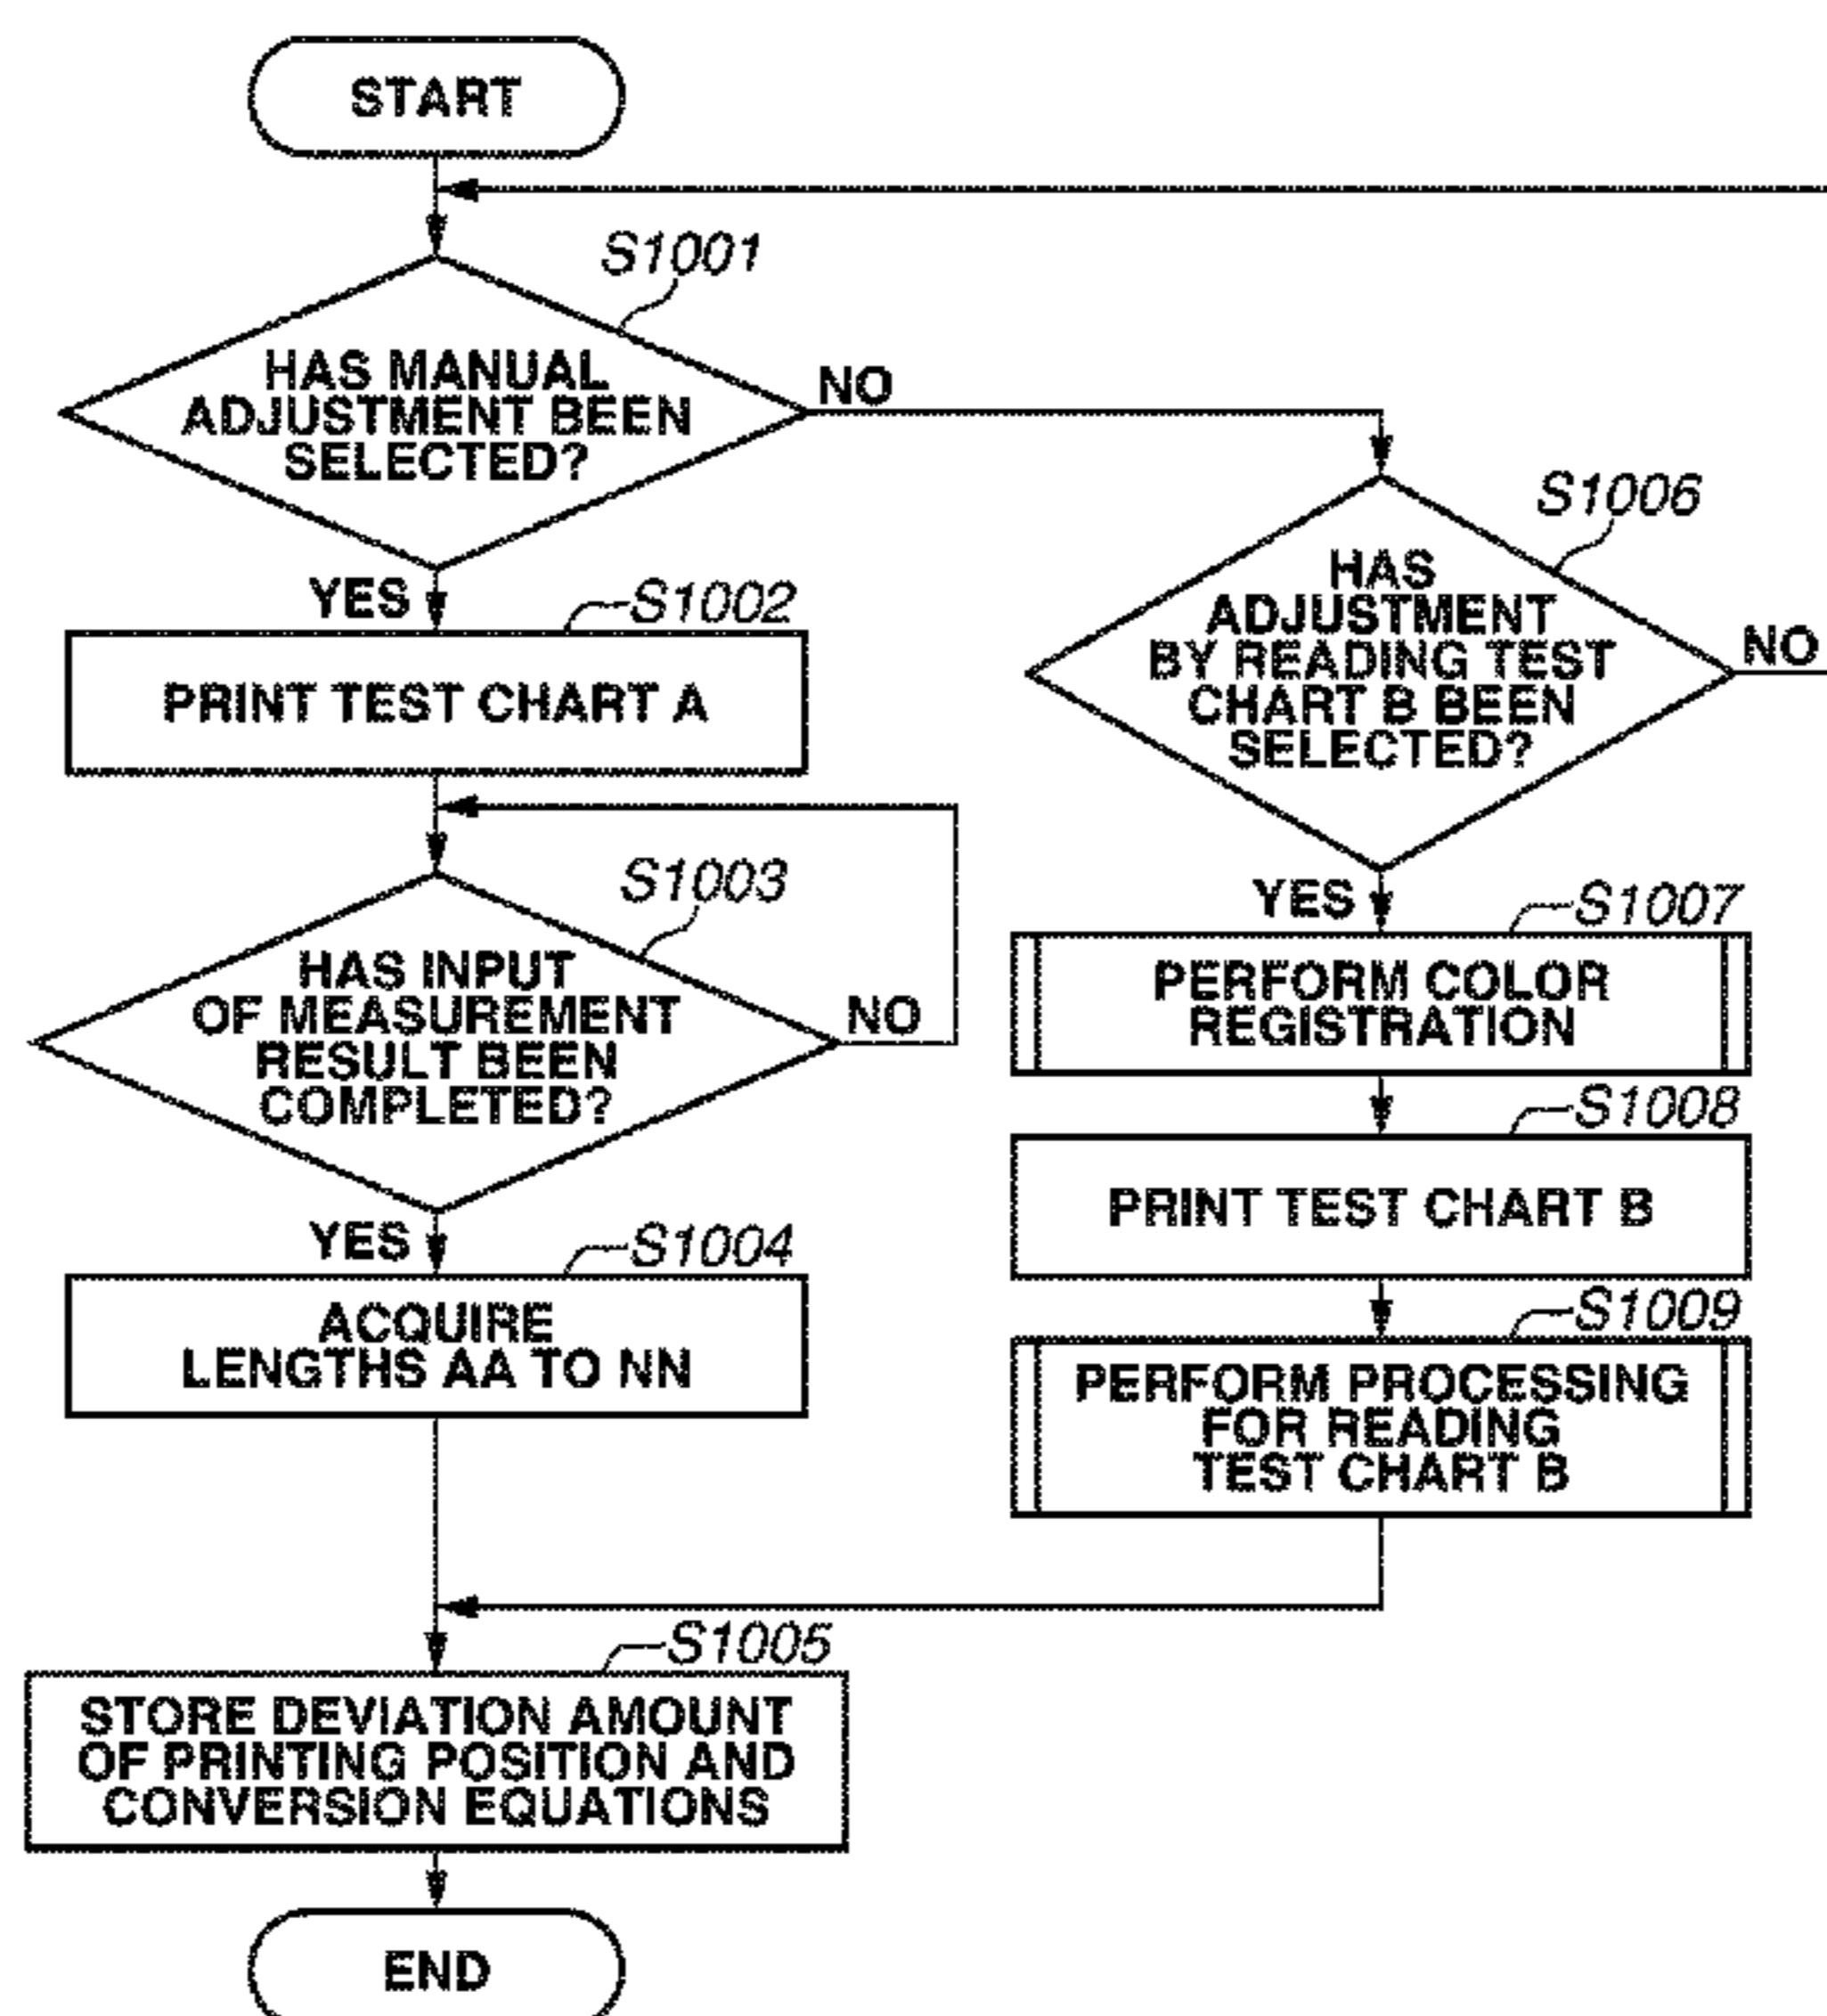 START
S1001
HAS MANUAL
ADJUSTMENT BEEN
SELECTED?
NO
YES
S1002
PRINT TEST CHART A
S1003
HAS INPUT
OF MEASUREMENT
RESULT BEEN
COMPLETED?
NO
YES
S1004
ACQUIRE
LENGTHS AA TO NN
S1006
HAS
ADJUSTMENT
BY READING TEST
CHART B BEEN
SELECTED?
NO
YES
S1007
PERFORM COLOR
REGISTRATION
S1008
PRINT TEST CHART B
S1009
PERFORM PROCESSING
FOR READING
TEST CHART B
S1005
STORE DEVIATION AMOUNT
OF PRINTING POSITION AND
CONVERSION EQUATIONS
END